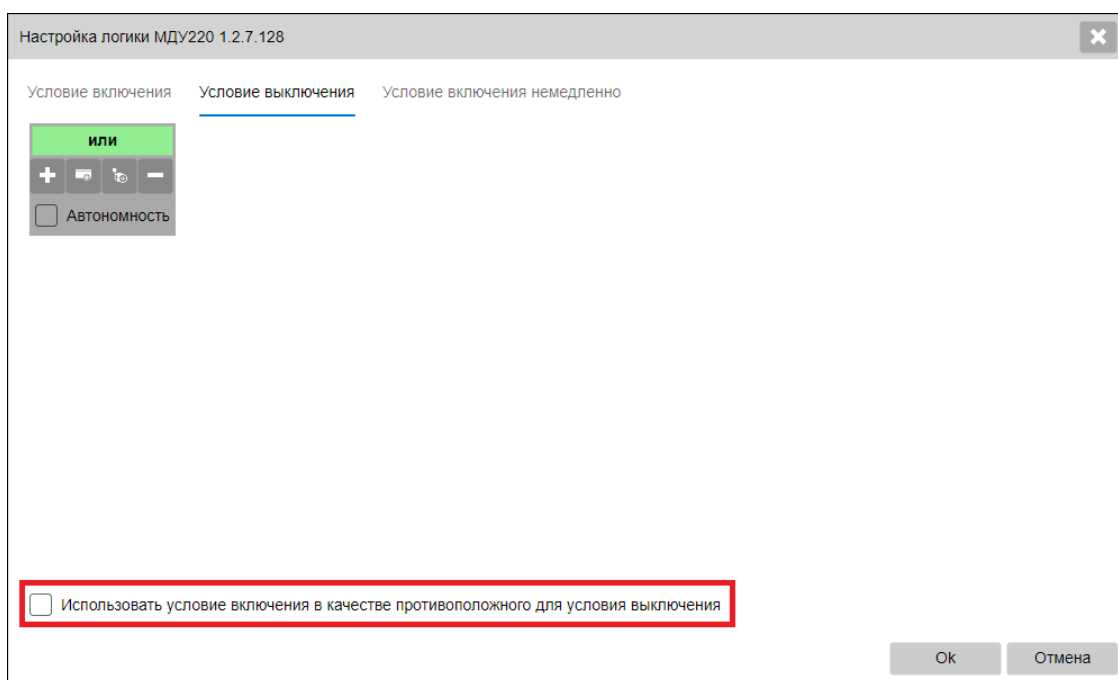 Настройка логики МДУ220 1.2.7.128
Условие включения Условие выключения Условие включения немедленно
или
Автономность
Использовать условие включения в качестве противоположного для условия выключения
Ok Отмена